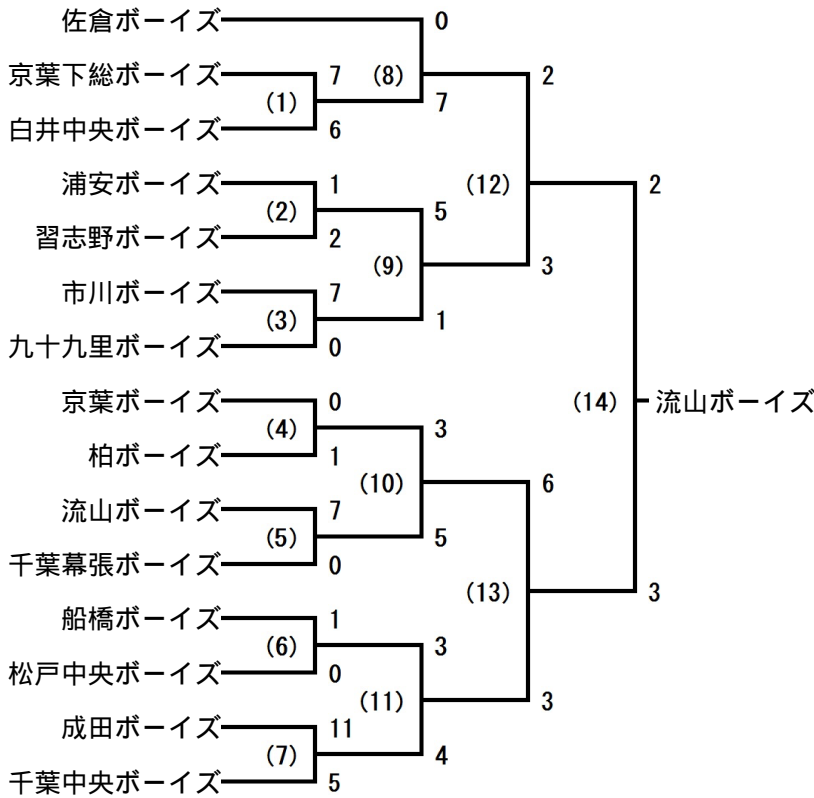 佐倉ボーイズ 0
京葉下総ボーイズ 7 (8) 2
(1) 7
白井中央ボーイズ 6
浦安ボーイズ 1 (12) 2
(2) 5
習志野ボーイズ 2
(9) 3
市川ボーイズ 7
(3) 1
九十九里ボーイズ 0
京葉ボーイズ 0 (14) 流山ボーイズ
(4) 3
柏ボーイズ 1
(10) 6
流山ボーイズ 7
(5) 5
千葉幕張ボーイズ 0
(13) 3
船橋ボーイズ 1
(6) 3
松戸中央ボーイズ 0
(11) 3
成田ボーイズ 11
(7) 4
千葉中央ボーイズ 5